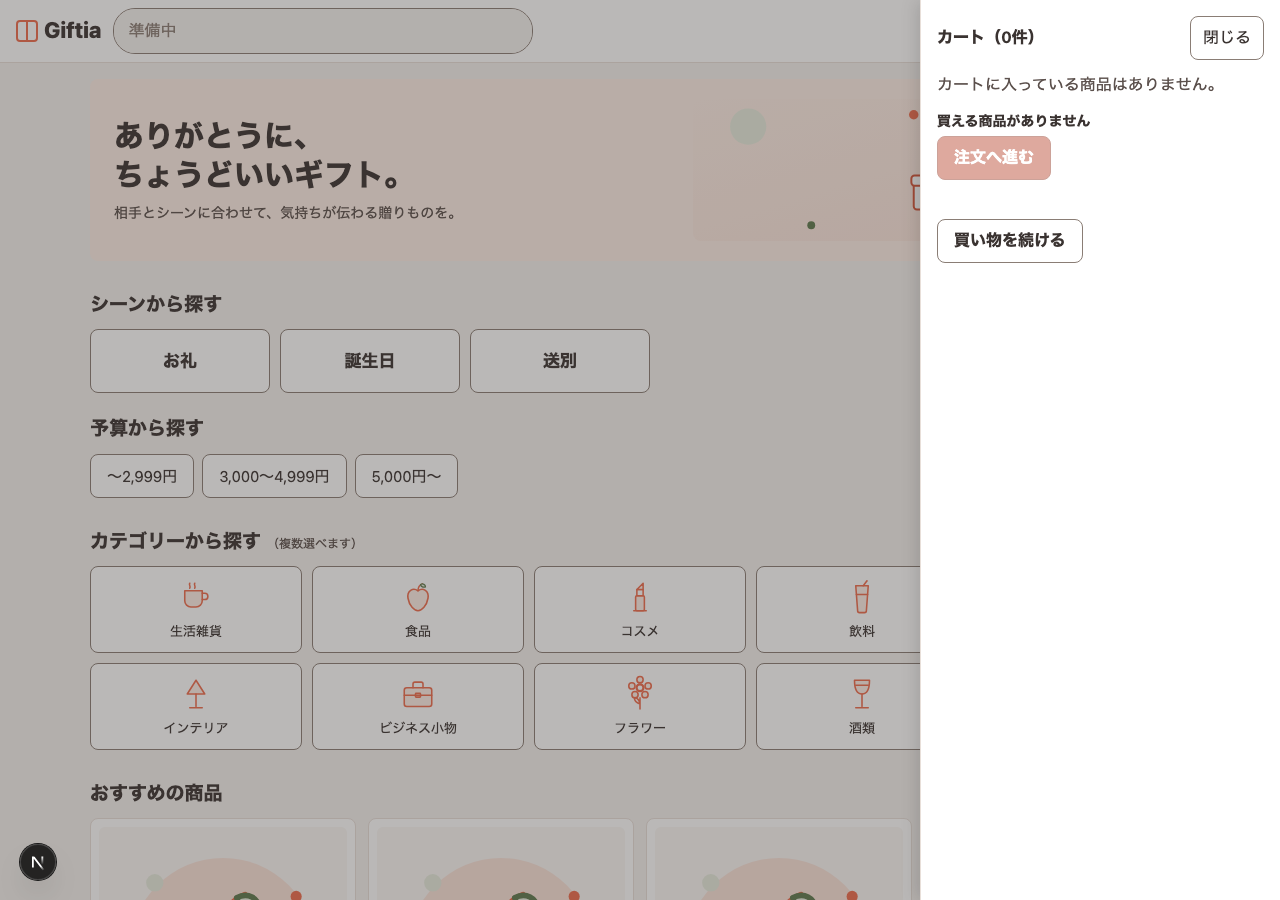 Giftia
準備中
ありがとうに、
ちょうどいいギフト。
相手とシーンに合わせて、気持ちが伝わる贈りものを。
シーンから探す
お礼
誕生日
送別
予算から探す
〜2,999円
3,000〜4,999円
5,000円〜
カテゴリーから探す （複数選べます）
生活雑貨
食品
コスメ
飲料
インテリア
ビジネス小物
フラワー
酒類
おすすめの商品
N
カート（0件）
閉じる
カートに入っている商品はありません。
買える商品がありません
注文へ進む
買い物を続ける